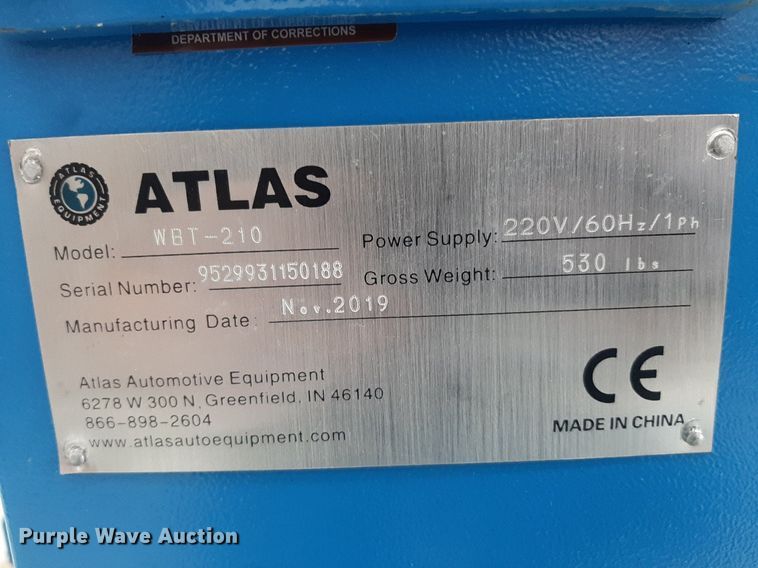 DEPARTMENT OF CORRECTIONS
ATLAS EQUIPMENT
ATLAS
Model: WBT-210
Power Supply: 220V/60Hz/1Ph
Serial Number: 9529931150188
Gross Weight: 530 lbs
Manufacturing Date: Nov.2019
Atlas Automotive Equipment
6278 W 300 N, Greenfield, IN 46140
866-898-2604
www.atlasautoequipment.com
CE
MADE IN CHINA
Purple Wave Auction